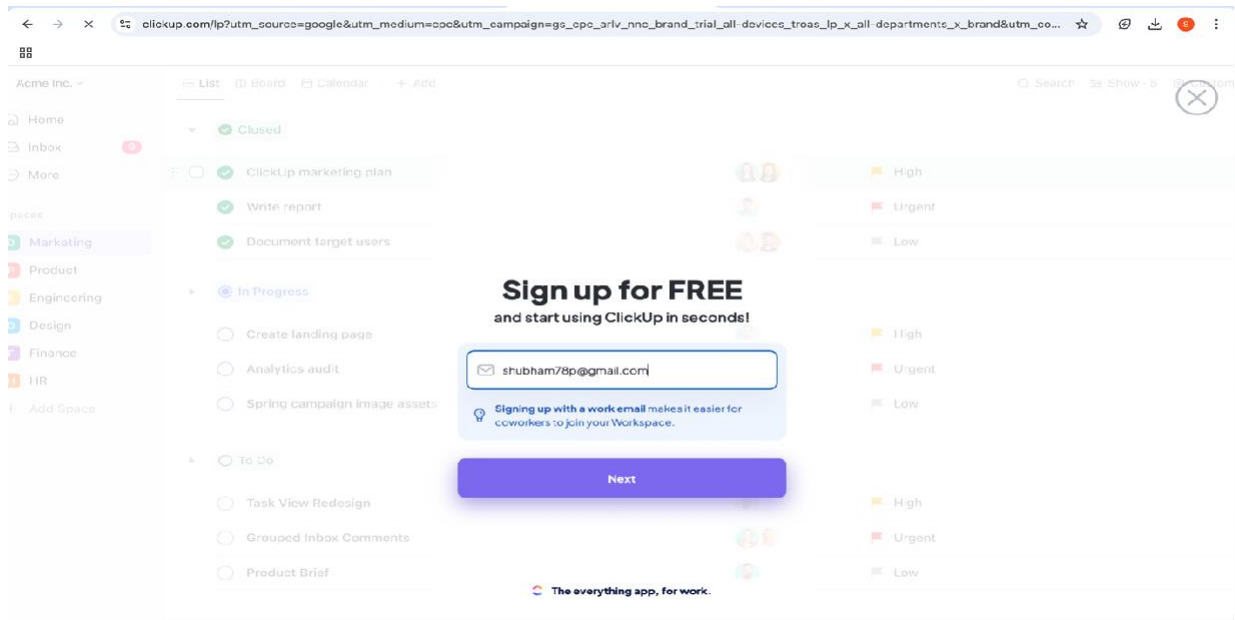 clickup.com/lp?utm_source=google&utm_medium=cpc&utm_campaign=gs_cpc_arlv_nnc_brand_trial_all-devices_troas_lp_x_all-departments_x_brand&utm_co...
Acme Inc.
List Board Calendar + Add
Search Show - 5 Custom
Home
Inbox 9
More
Spaces
Marketing
Product
Engineering
Design
Finance
HR
+ Add Space
Closed
ClickUp marketing plan High
Write report Urgent
Document target users Low
In Progress
Create landing page High
Analytics audit Urgent
Spring campaign image assets Low
To Do
Task View Redesign High
Grouped Inbox Comments Urgent
Product Brief Low
Sign up for FREE
and start using ClickUp in seconds!
shubham78p@gmail.com
Signing up with a work email makes it easier for
coworkers to join your Workspace.
Next
The everything app, for work.